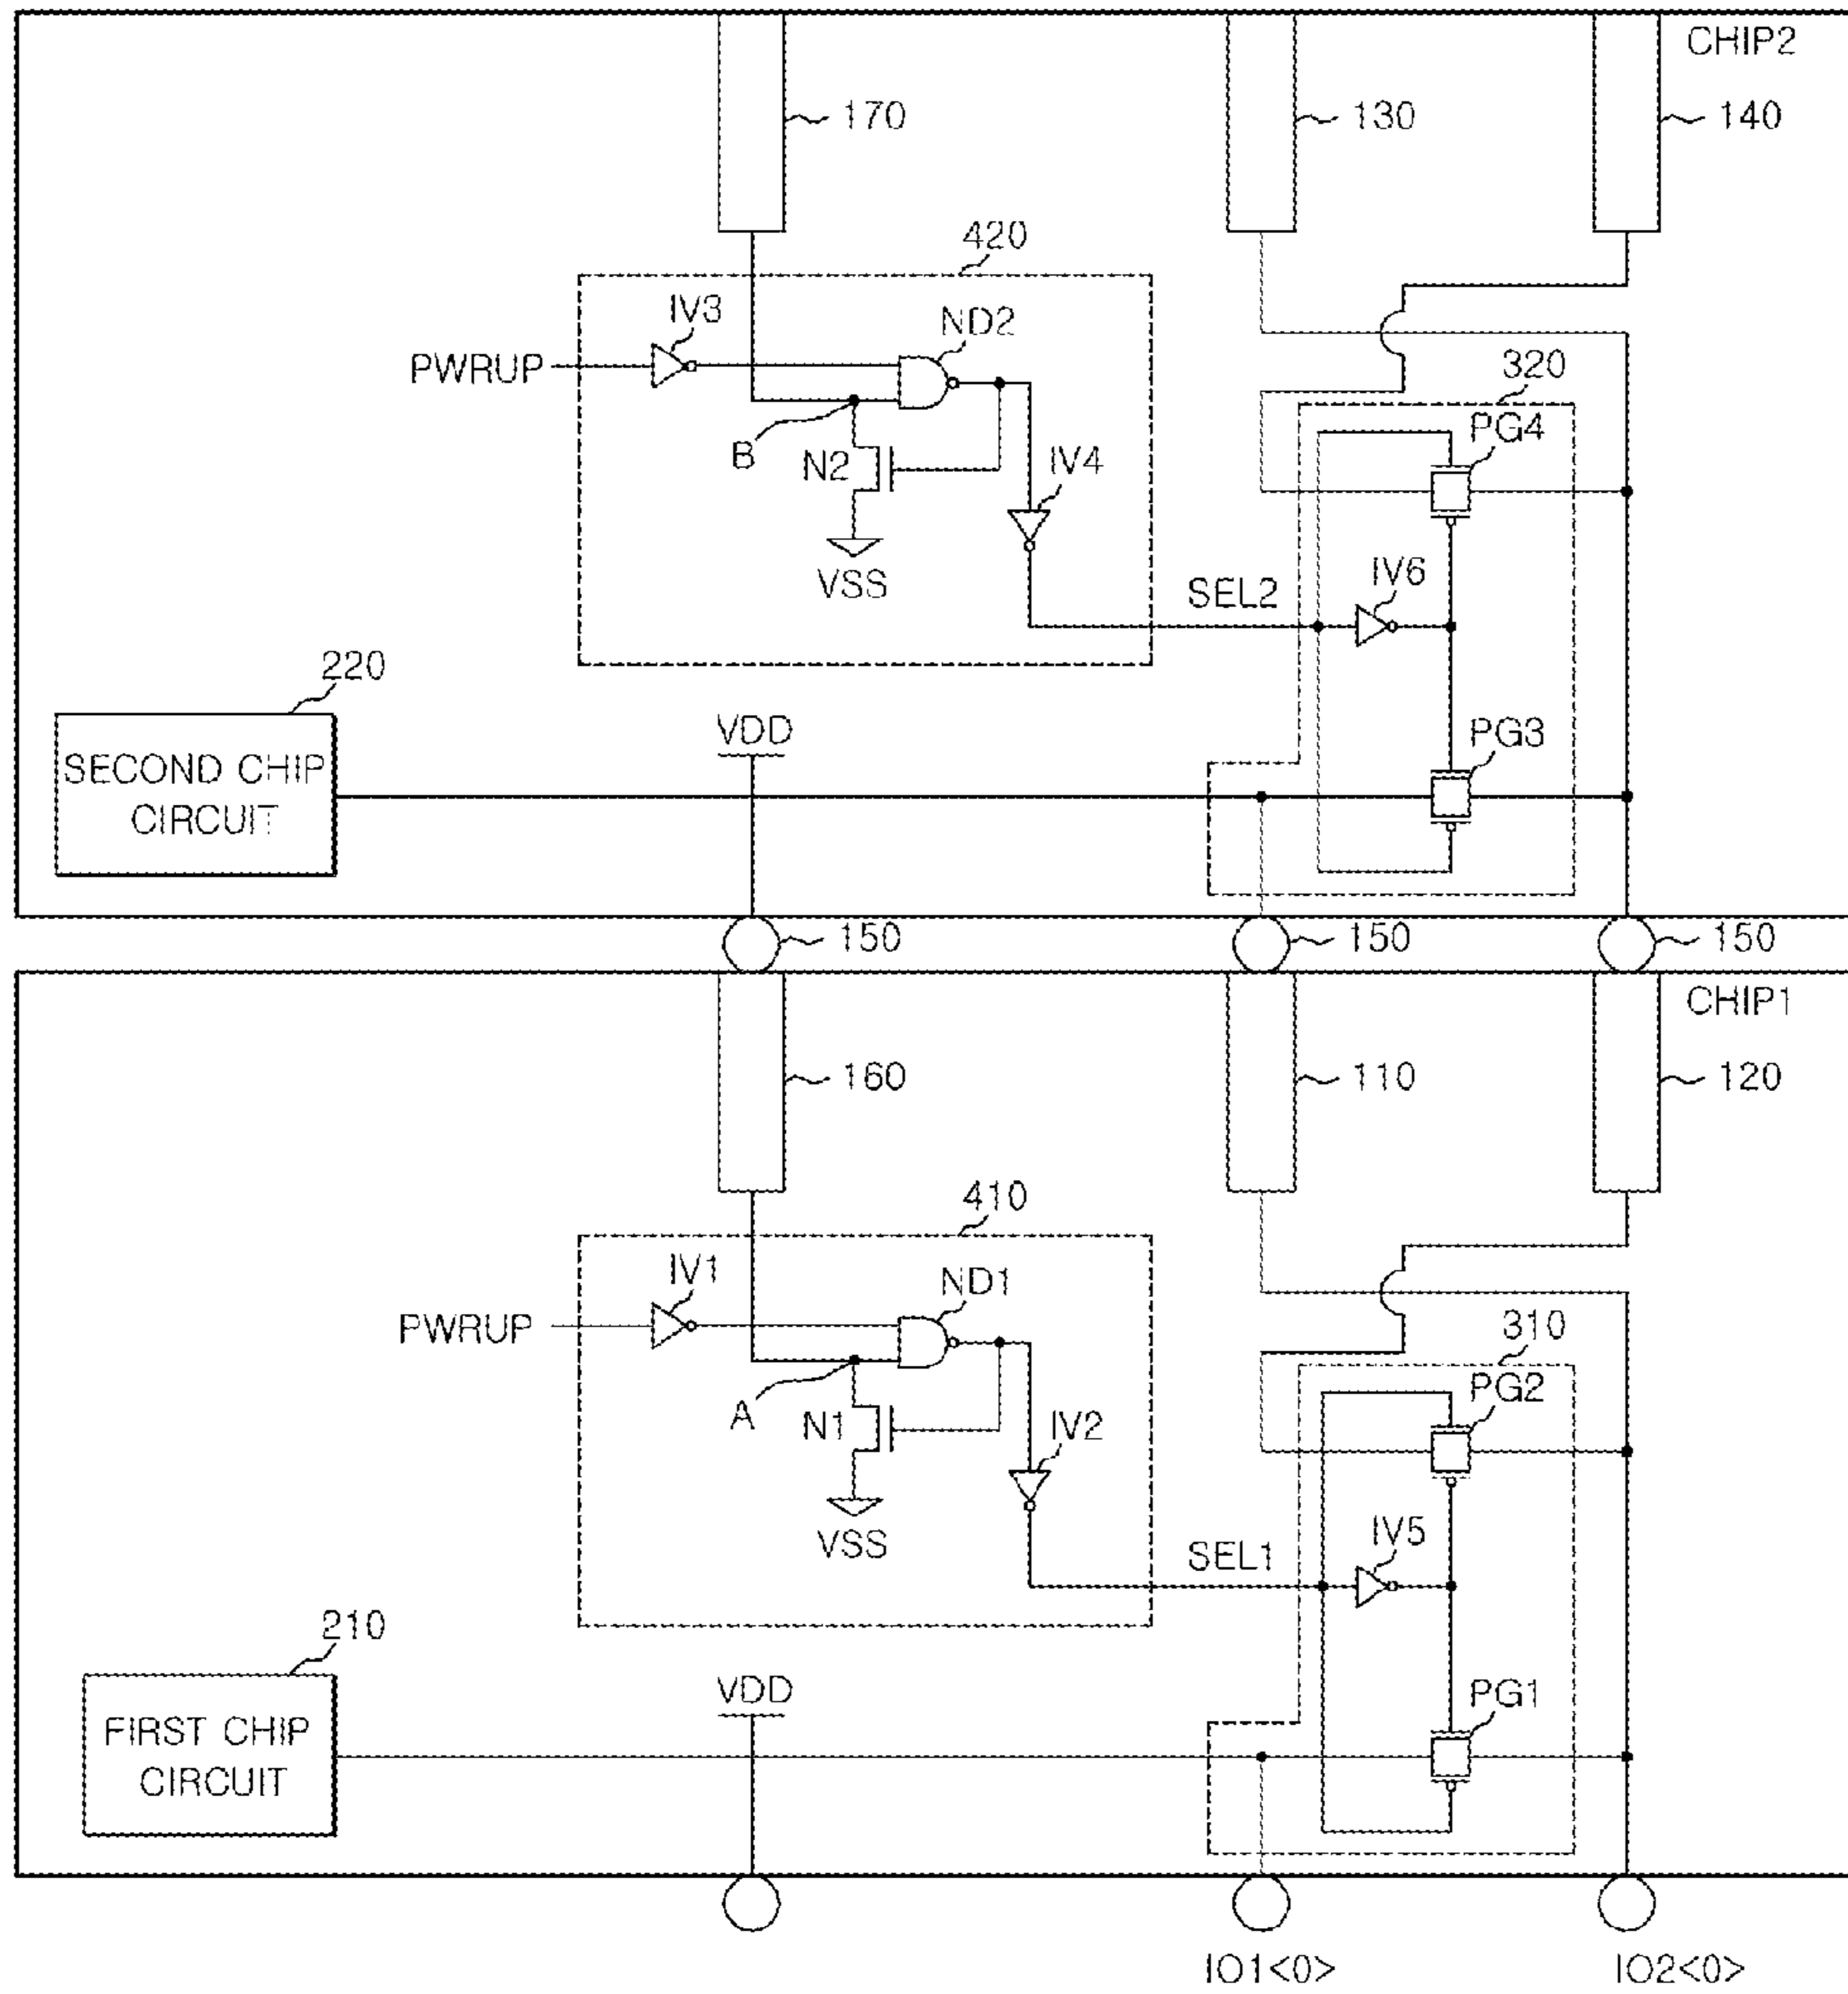 CHIP2
170
130
140
420
IV3
ND2
PWRUP
320
PG4
B
N2
IV4
VSS
SEL2
IV6
220
VDD
PG3
SECOND CHIP
CIRCUIT
150
150
150
CHIP1
160
110
120
410
IV1
ND1
PWRUP
310
PG2
A
N1
IV2
VSS
SEL1
IV5
210
VDD
PG1
FIRST CHIP
CIRCUIT
IO1<0>
IO2<0>